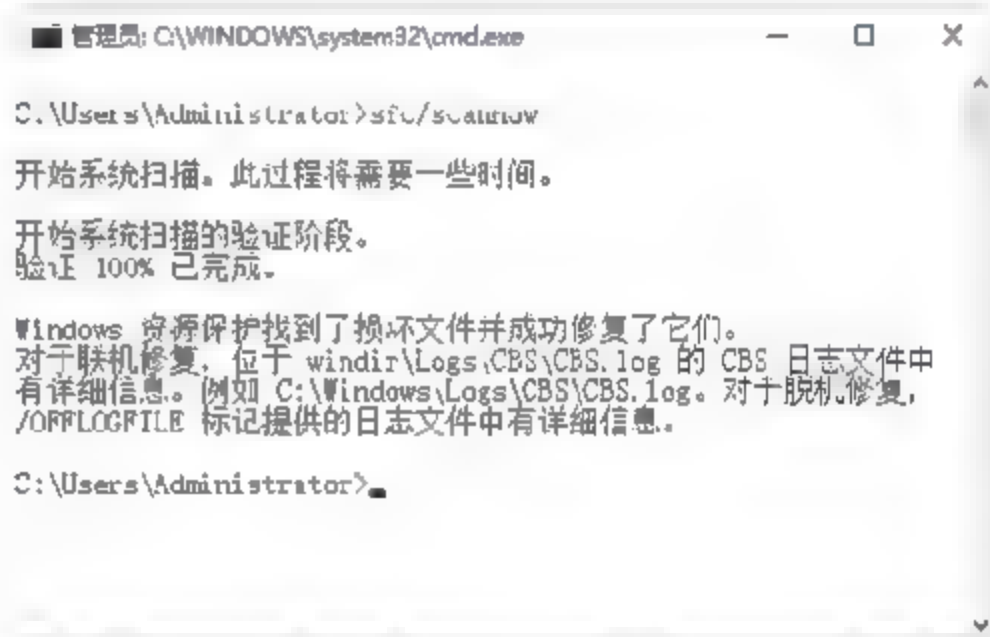 管理员: C:\WINDOWS\system32\cmd.exe
C:\Users\Administrator>sfc/scannow
开始系统扫描。此过程将需要一些时间。
开始系统扫描的验证阶段。
验证 100% 已完成。
Windows 资源保护找到了损坏文件并成功修复了它们。
对于联机修复，位于 windir\Logs\CBS\CBS.log 的 CBS 日志文件中
有详细信息。例如 C:\Windows\Logs\CBS\CBS.log。对于脱机修复，
/OFFLOGFILE 标记提供的日志文件中有详细信息。
C:\Users\Administrator>